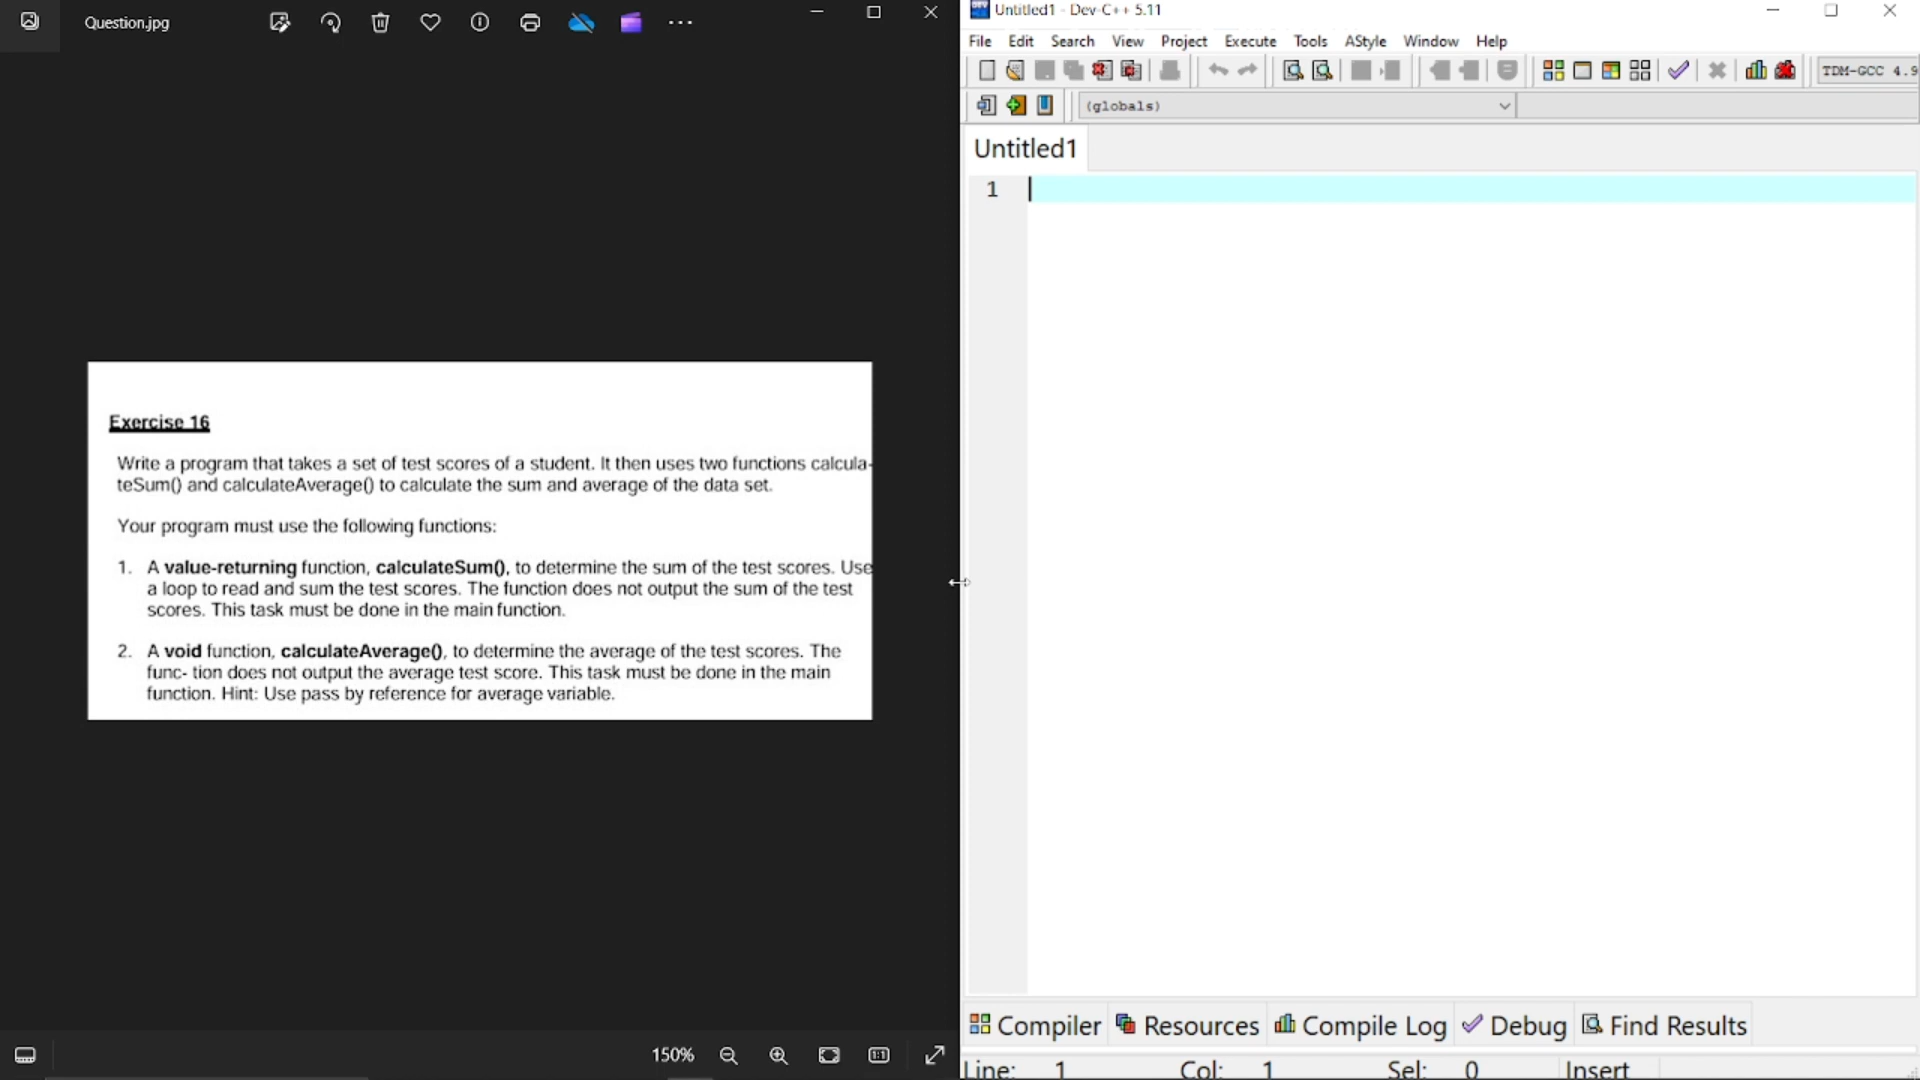 Question.jpg
Exercise 16
Write a program that takes a set of test scores of a student. It then uses two functions calcula-
teSum() and calculateAverage() to calculate the sum and average of the data set.
Your program must use the following functions:
1. A value-returning function, calculateSum(), to determine the sum of the test scores. Use
a loop to read and sum the test scores. The function does not output the sum of the test
scores. This task must be done in the main function.
2. A void function, calculateAverage(), to determine the average of the test scores. The
func- tion does not output the average test score. This task must be done in the main
function. Hint: Use pass by reference for average variable.
150%
1:1
Untitled1 - Dev-C++ 5.11
File Edit Search View Project Execute Tools AStyle Window Help
TDM-GCC 4.9
(globals)
Untitled1
1
Compiler Resources Compile Log Debug Find Results
Line: 1 Col: 1 Sel: 0 Insert